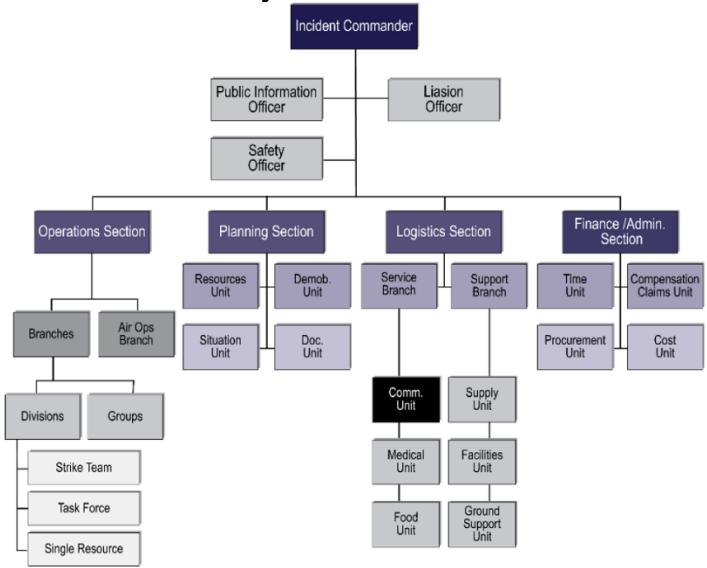 Incident Commander
Public Information
Officer
Liasion
Officer
Safety
Officer
Operations Section
Planning Section
Logistics Section
Finance /Admin.
Section
Resources
Unit
Demob.
Unit
Service
Branch
Support
Branch
Time
Unit
Compensation
Claims Unit
Branches
Air Ops
Branch
Situation
Unit
Doc.
Unit
Procurement
Unit
Cost
Unit
Divisions
Groups
Comm.
Unit
Supply
Unit
Strike Team
Task Force
Single Resource
Medical
Unit
Facilities
Unit
Food
Unit
Ground
Support
Unit